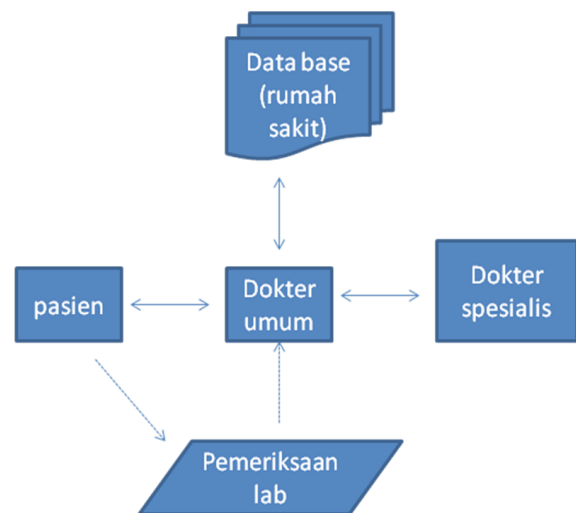 Data base
(rumah
sakit)
pasien
Dokter
umum
Dokter
spesialis
Pemeriksaan
lab